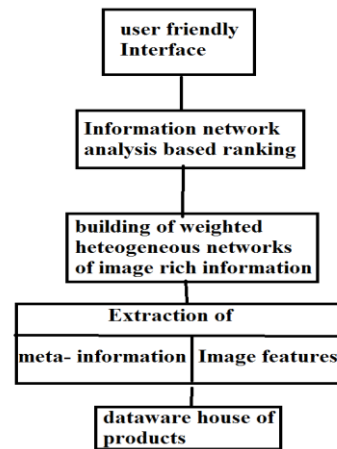 user friendly
Interface
Information network
analysis based ranking
building of weighted
heteogeneous networks
of image rich information
Extraction of
meta- information
Image features
dataware house of
products